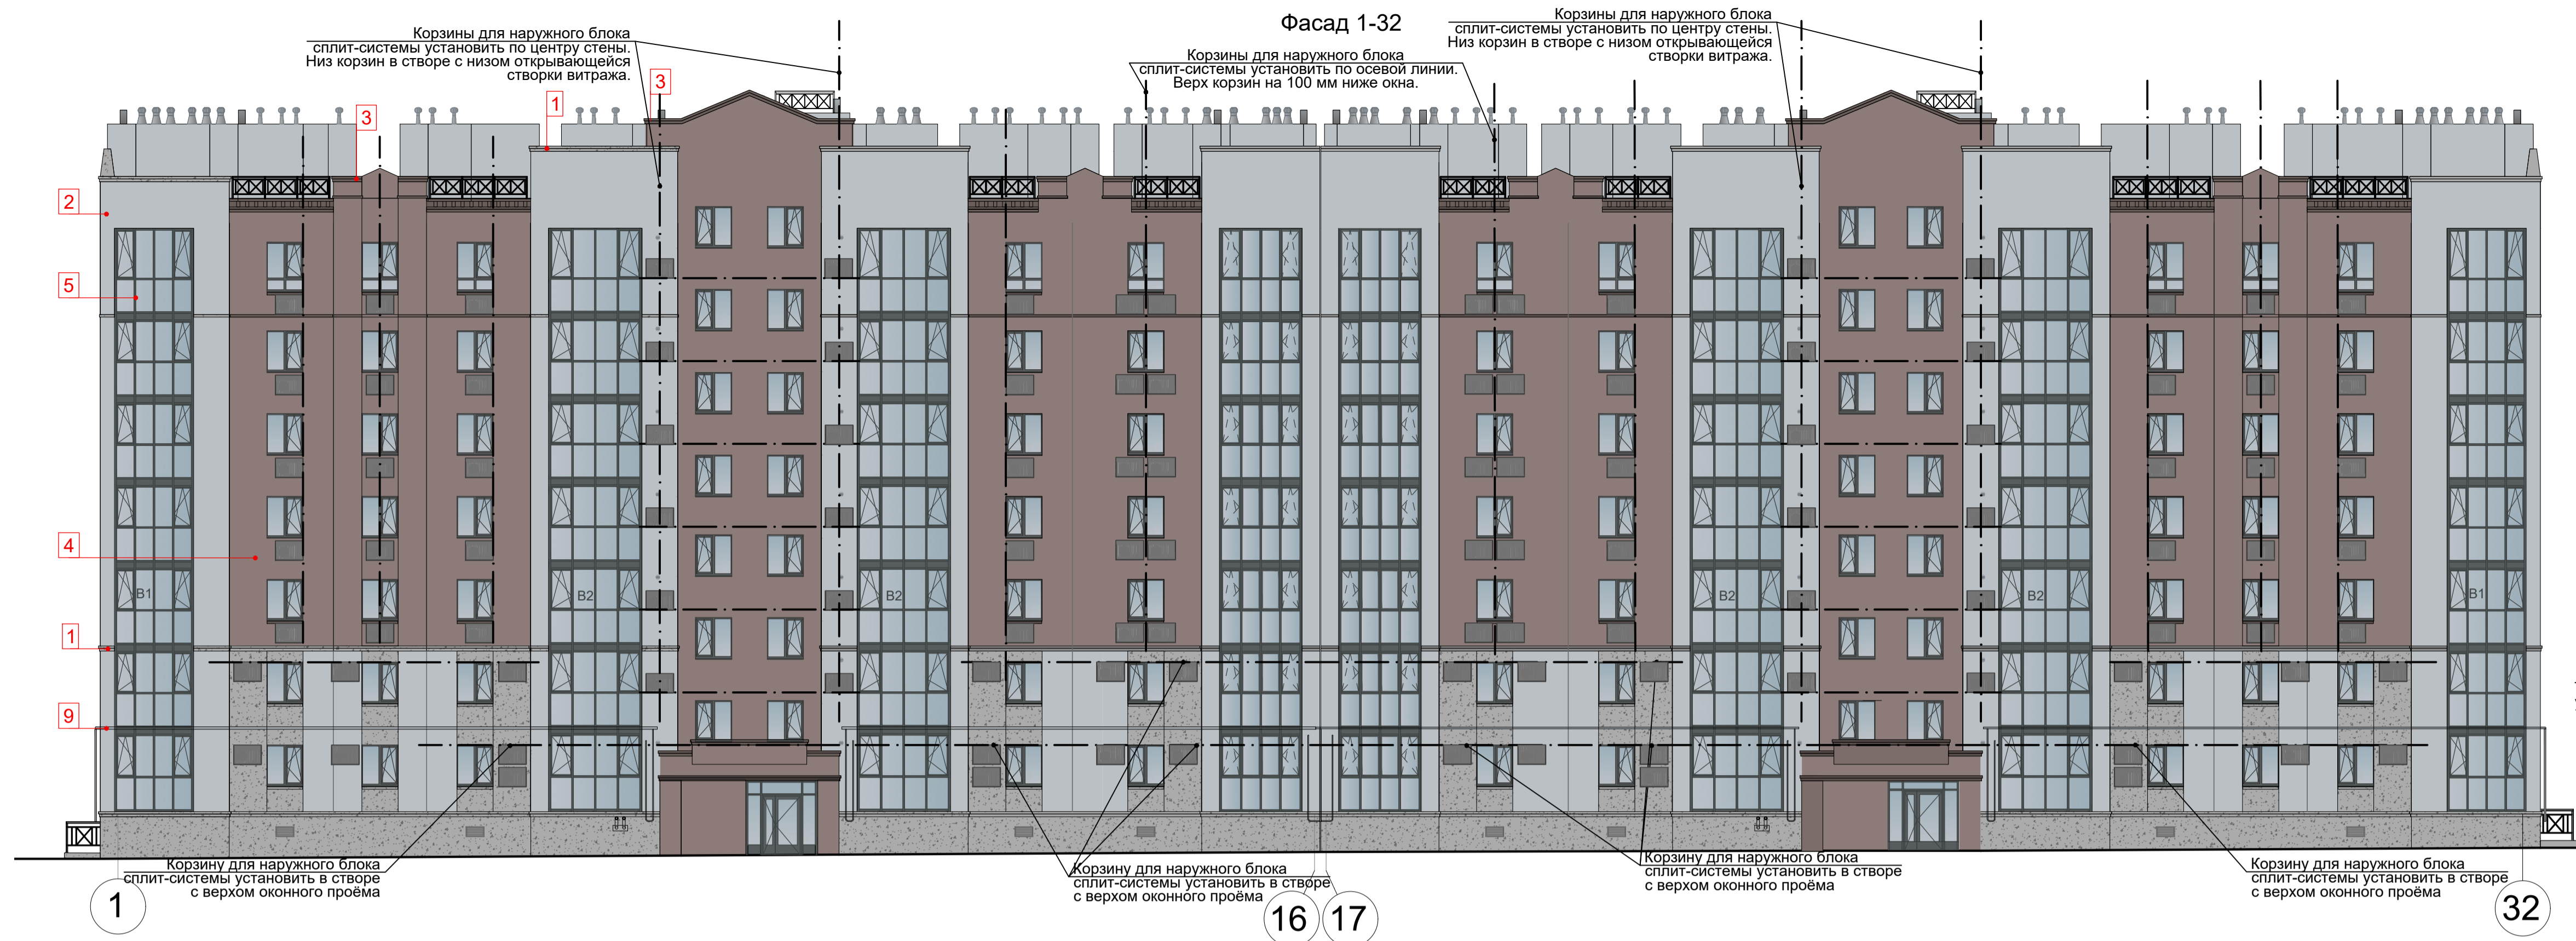 Фасад 1-32
Корзины для наружного блока
сплит-системы установить по центру стены.
Низ корзин в створе с низом открывающейся
створки витража.
Корзины для наружного блока
сплит-системы установить по осевой линии.
Верх корзин на 100 мм ниже окна.
Корзины для наружного блока
сплит-системы установить по центру стены.
Низ корзин в створе с низом открывающейся
створки витража.
3
1
3
2
5
4
1
9
В1
В2
В2
В2
В2
В1
Корзину для наружного блока
сплит-системы установить в створе
с верхом оконного проёма
Корзину для наружного блока
сплит-системы установить в створе
с верхом оконного проёма
Корзину для наружного блока
сплит-системы установить в створе
с верхом оконного проёма
Корзину для наружного блока
сплит-системы установить в створе
с верхом оконного проёма
1
16
17
32